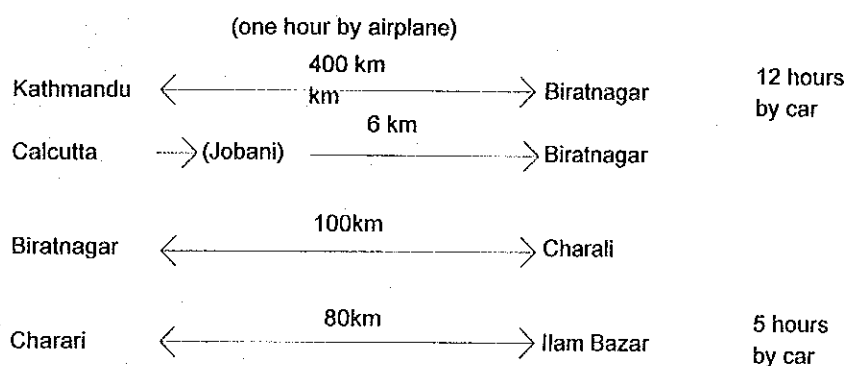 (one hour by airplane)
400 km
Kathmandu km Biratnagar 12 hours
by car
6 km
Calcutta (Jobani) Biratnagar
100km
Biratnagar Charali
80km
Charari Ilam Bazar 5 hours
by car